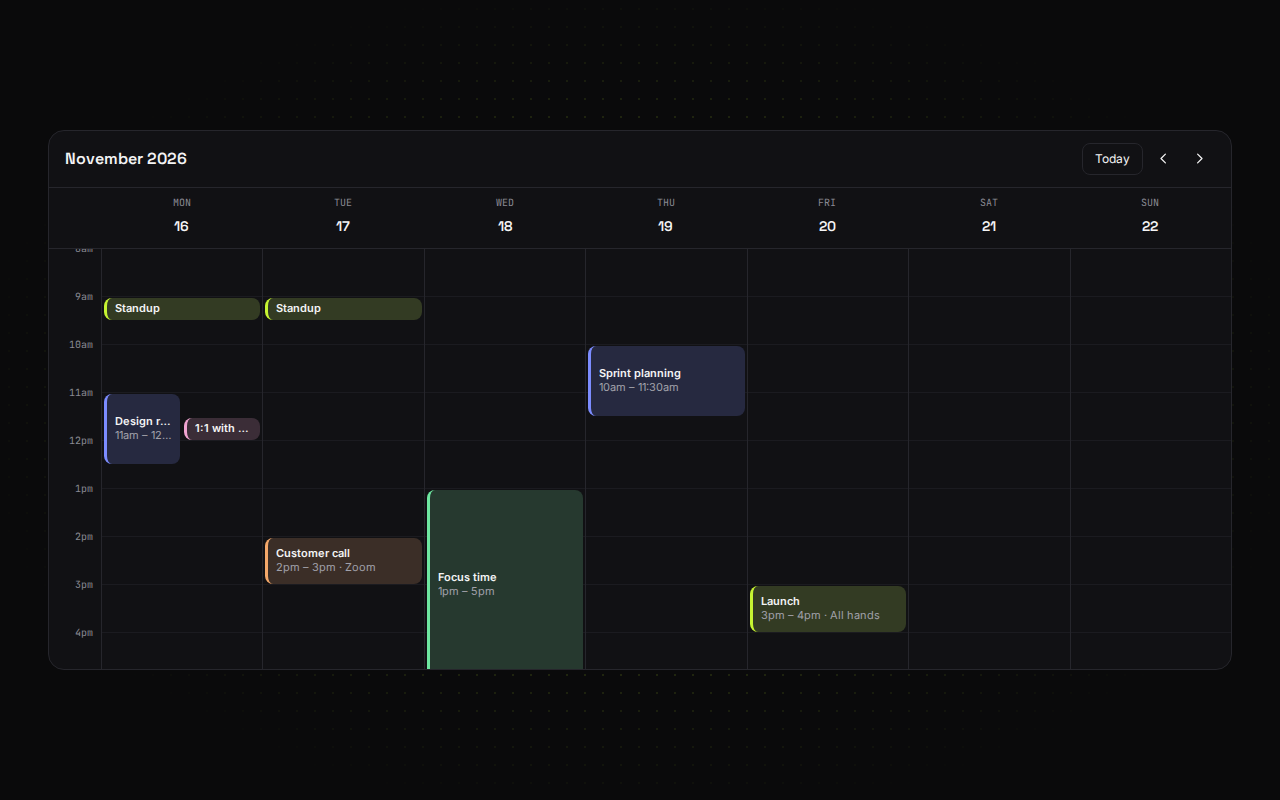 November 2026
Today
MON
TUE
WED
THU
FRI
SAT
SUN
16
17
18
19
20
21
22
9am
Standup
Standup
10am
Sprint planning
10am – 11:30am
11am
Design r...
11am – 12...
1:1 with ...
12pm
1pm
2pm
Customer call
2pm – 3pm · Zoom
Focus time
1pm – 5pm
3pm
Launch
3pm – 4pm · All hands
4pm